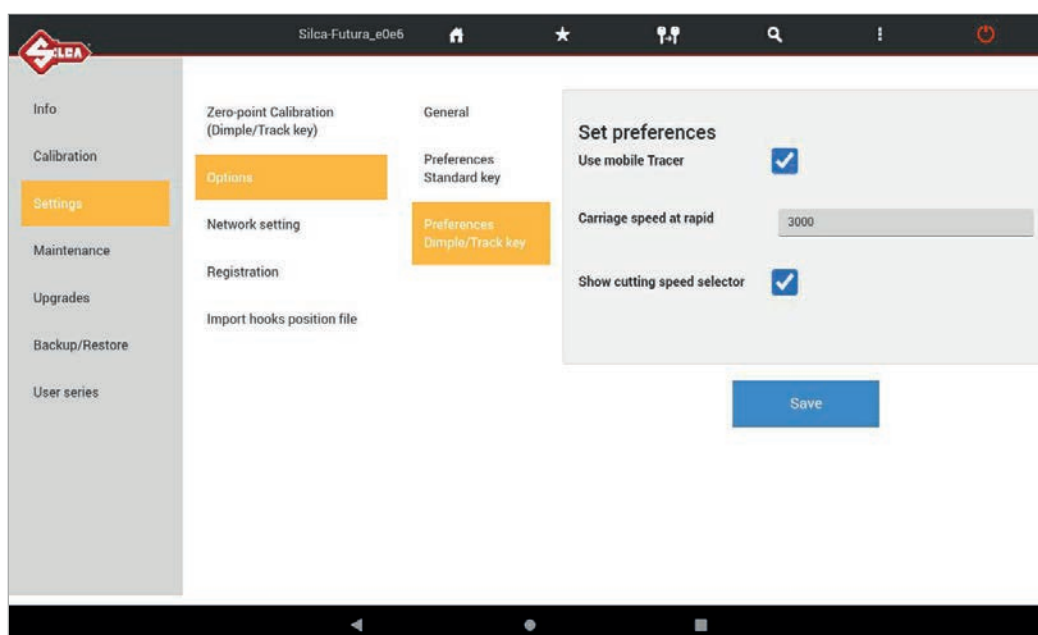 SILCA
Silca-Futura_e0e6
Info
Calibration
Settings
Maintenance
Upgrades
Backup/Restore
User series
Zero-point Calibration
(Dimple/Track key)
Options
Network setting
Registration
Import hooks position file
General
Preferences
Standard key
Preferences
Dimple/Track key
Set preferences
Use mobile Tracer
Carriage speed at rapid
3000
Show cutting speed selector
Save